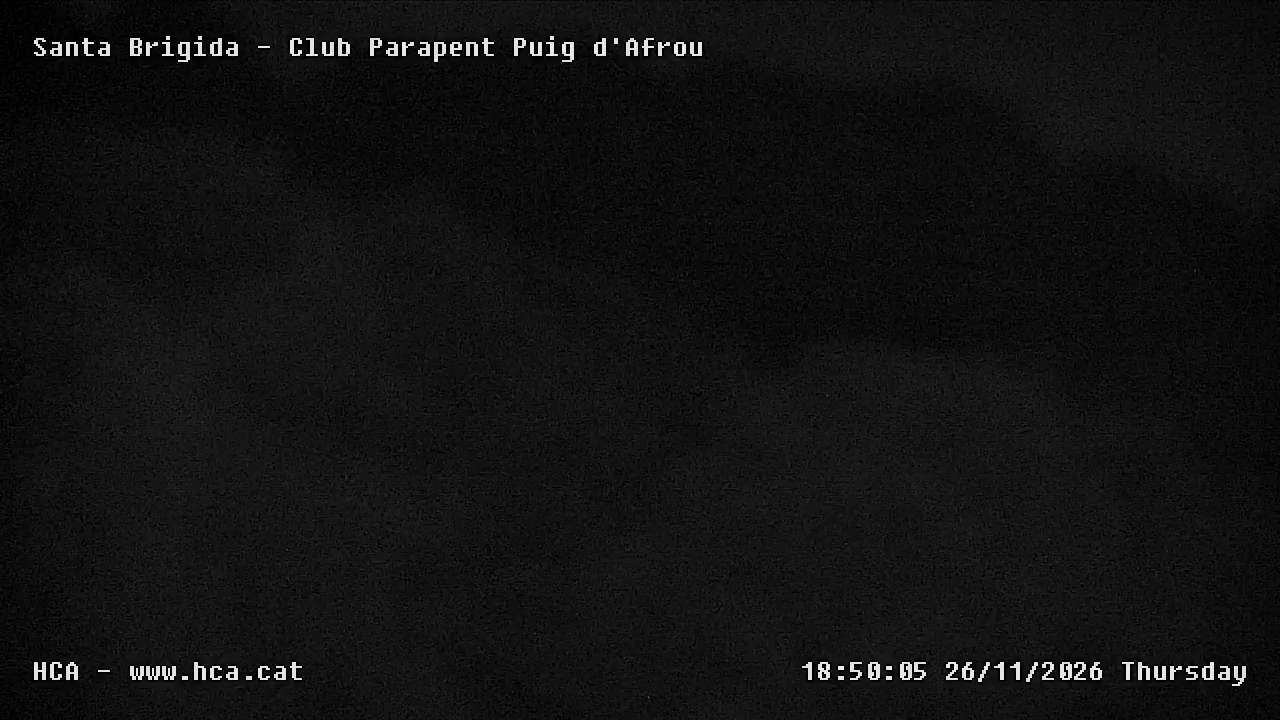 Santa Brigida - Club Parapent Puig d'Afrou
HCA - www.hca.cat
18:50:05 26/11/2026 Thursday